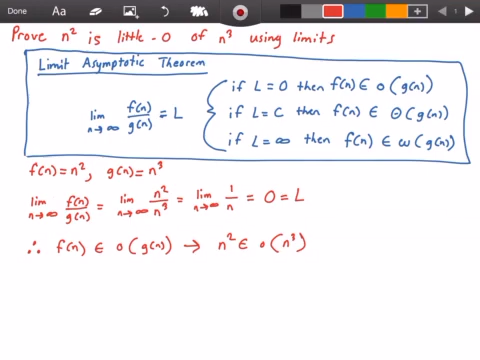 Done Aa 1
Prove n² is little-o of n³ using limits
Limit Asymptotic Theorem
lim n→∞ f(n)/g(n) = L
if L = 0 then f(n) ∈ o(g(n))
if L = C then f(n) ∈ Θ(g(n))
if L = ∞ then f(n) ∈ ω(g(n))
f(n) = n², g(n) = n³
lim n→∞ f(n)/g(n) = lim n→∞ n²/n³ = lim n→∞ 1/n = 0 = L
∴ f(n) ∈ o(g(n)) → n² ∈ o(n³)